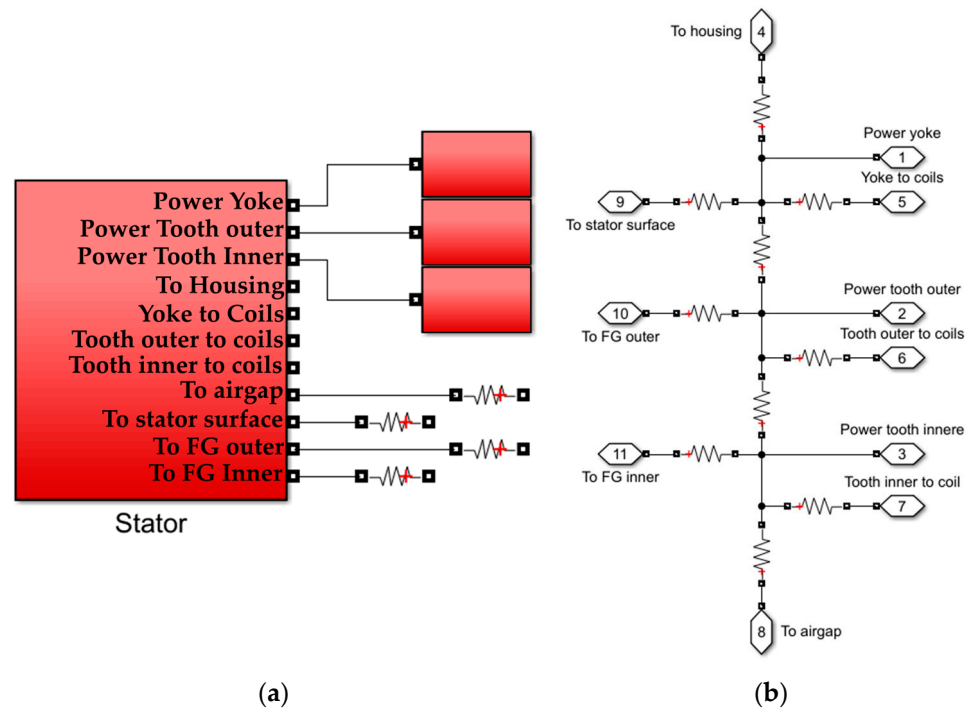 Power Yoke
Power Tooth outer
Power Tooth Inner
To Housing
Yoke to Coils
Tooth outer to coils
Tooth inner to coils
To airgap
To stator surface
To FG outer
To FG Inner
Stator
(a)
To housing
4
Power yoke
1
Yoke to coils
9
5
To stator surface
Power tooth outer
10
2
To FG outer
Tooth outer to coils
6
Power tooth innere
11
3
To FG inner
Tooth inner to coil
7
8
To airgap
(b)